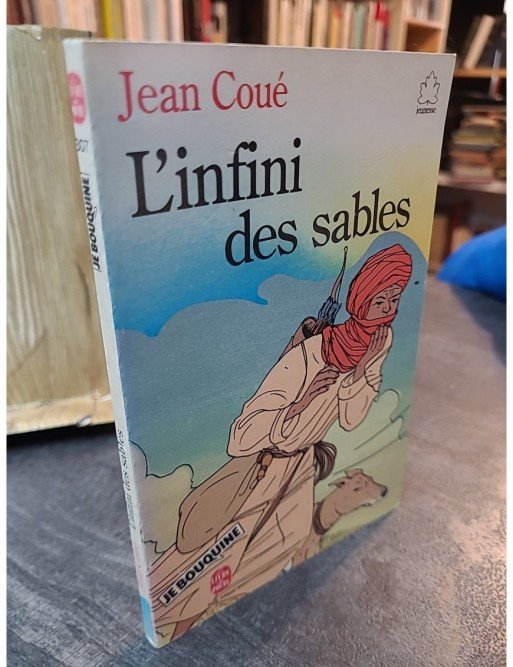 Jean Coué
jeunesse
L'infini
des sables
JE BOUQUINE
JE BOUQUINE
L'infini des sables